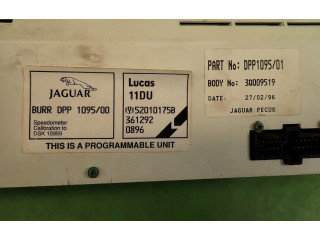 JAGUAR
BURR DPP 1095/00
Speedometer
Calibration to
DSK 10959
Lucas
11DU
(Y)52010175B
361292
0896
THIS IS A PROGRAMMABLE UNIT
PART No: DPP1095/01
BODY No: 30009519
DATE: 27/02/96
JAGUAR PECUS